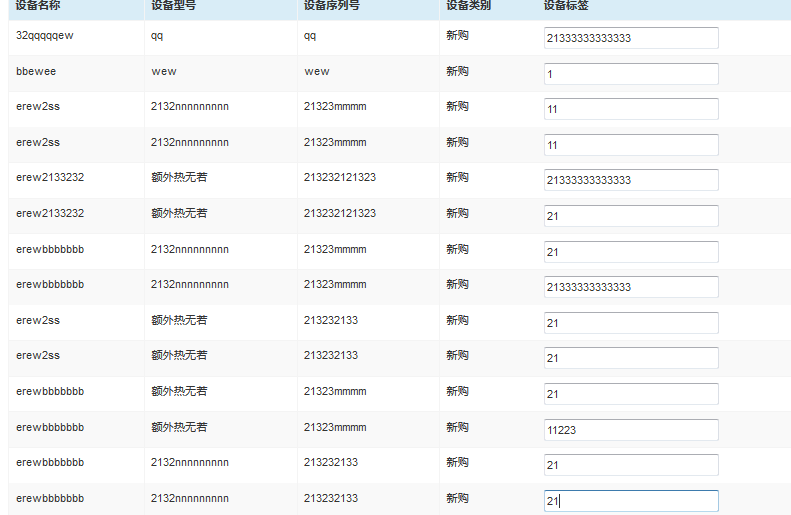 设备名称 设备型号 设备序列号 设备类别 设备标签
32qqqqqew qq qq 新购 21333333333333
bbewee wew wew 新购 1
erew2ss 2132nnnnnnnnn 21323mmmm 新购 11
erew2ss 2132nnnnnnnnn 21323mmmm 新购 11
erew2133232 额外热无若 213232121323 新购 21333333333333
erew2133232 额外热无若 213232121323 新购 21
erewbbbbbbb 2132nnnnnnnnn 21323mmmm 新购 21
erewbbbbbbb 2132nnnnnnnnn 21323mmmm 新购 21333333333333
erew2ss 额外热无若 213232133 新购 21
erew2ss 额外热无若 213232133 新购 21
erewbbbbbbb 额外热无若 21323mmmm 新购 21
erewbbbbbbb 额外热无若 21323mmmm 新购 11223
erewbbbbbbb 2132nnnnnnnnn 213232133 新购 21
erewbbbbbbb 2132nnnnnnnnn 213232133 新购 21